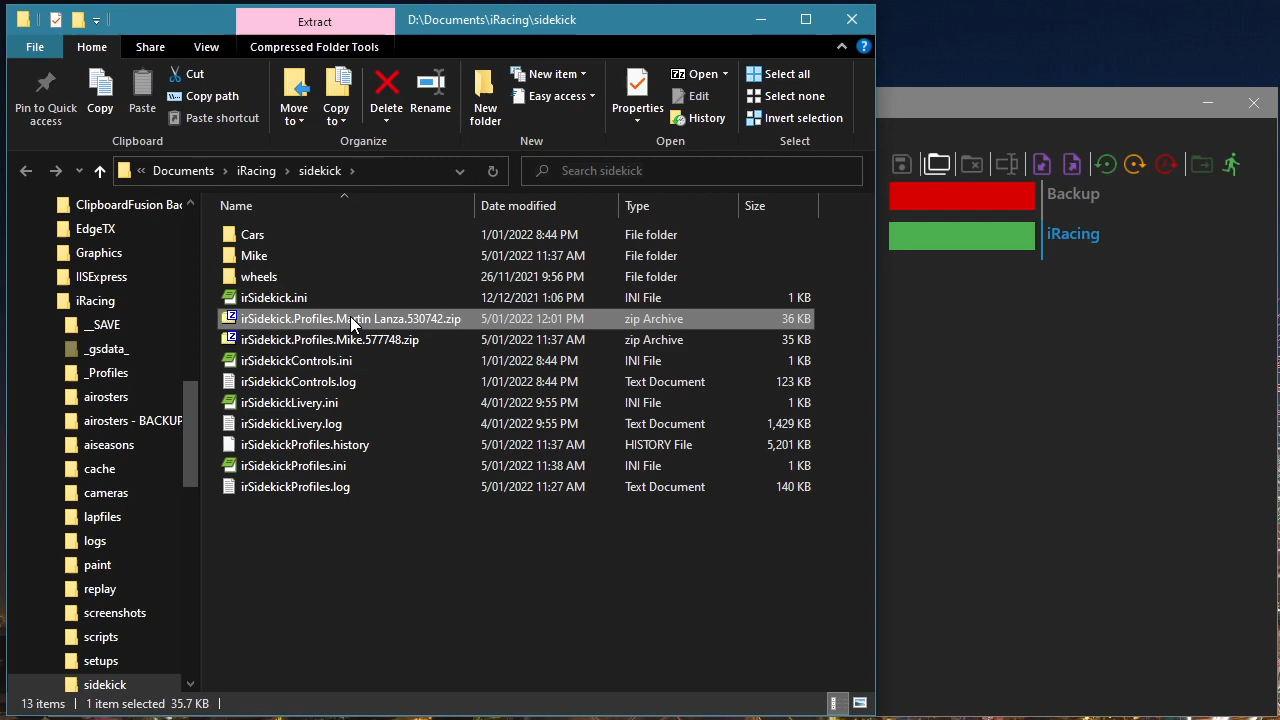 Extract
D:\Documents\iRacing\sidekick
File
Home
Share
View
Compressed Folder Tools
Pin to Quick access
Copy
Paste
Cut
Copy path
Paste shortcut
Move to
Copy to
Delete
Rename
New folder
New item
Easy access
Properties
Open
Edit
History
Select all
Select none
Invert selection
Clipboard
Organize
New
Open
Select
Documents
iRacing
sidekick
Search sidekick
Name
Date modified
Type
Size
ClipboardFusion Bac
EdgeTX
Graphics
IISExpress
iRacing
__SAVE
_gsdata_
_Profiles
airosters
airosters - BACKUP
aiseasons
cache
cameras
lapfiles
logs
paint
replay
screenshots
scripts
setups
sidekick
Cars 1/01/2022 8:44 PM File folder
Mike 5/01/2022 11:37 AM File folder
wheels 26/11/2021 9:56 PM File folder
irSidekick.ini 12/12/2021 1:06 PM INI File 1 KB
irSidekick.Profiles.Martin Lanza.530742.zip 5/01/2022 12:01 PM zip Archive 36 KB
irSidekick.Profiles.Mike.577748.zip 5/01/2022 11:37 AM zip Archive 35 KB
irSidekickControls.ini 1/01/2022 8:44 PM INI File 1 KB
irSidekickControls.log 1/01/2022 8:44 PM Text Document 123 KB
irSidekickLivery.ini 4/01/2022 9:55 PM INI File 1 KB
irSidekickLivery.log 4/01/2022 9:55 PM Text Document 1,429 KB
irSidekickProfiles.history 5/01/2022 11:37 AM HISTORY File 5,201 KB
irSidekickProfiles.ini 5/01/2022 11:38 AM INI File 1 KB
irSidekickProfiles.log 5/01/2022 11:27 AM Text Document 140 KB
13 items
1 item selected 35.7 KB
Backup
iRacing